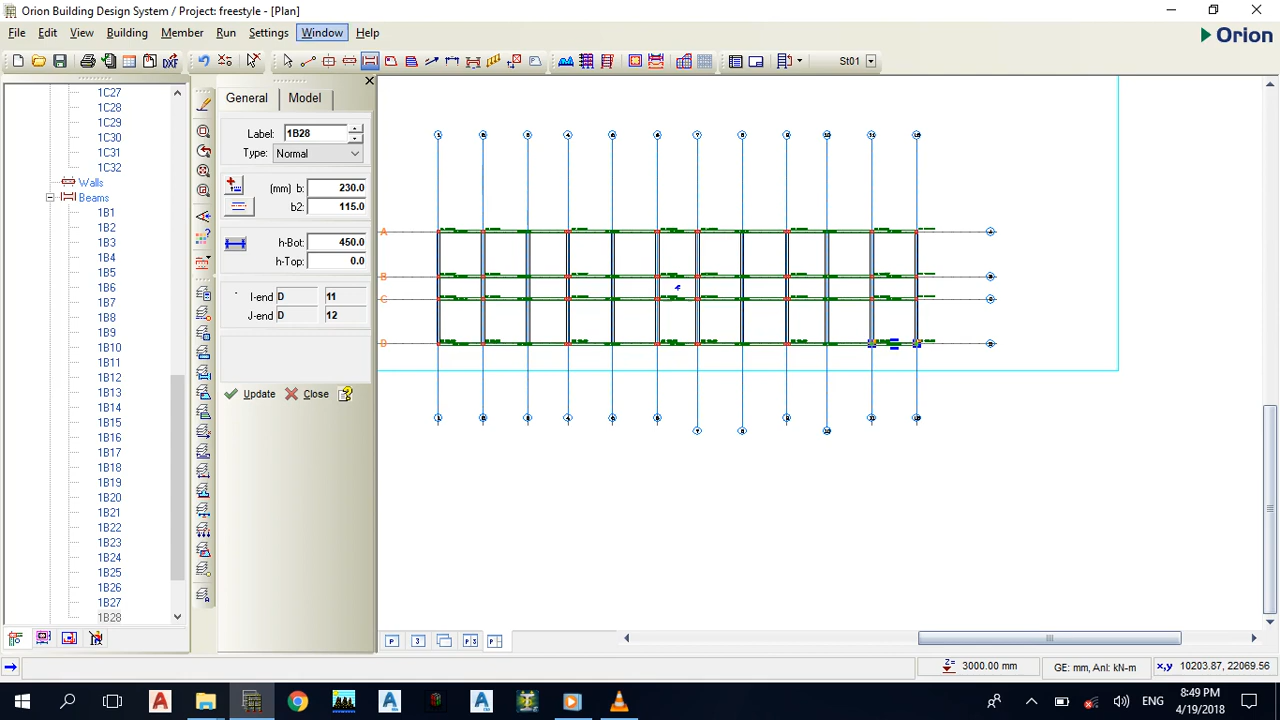 Orion Building Design System / Project: freestyle - [Plan]
File Edit View Building Member Run Settings Window Help
Orion
DXF
St01
1C27
1C28
1C29
1C30
1C31
1C32
Walls
Beams
1B1
1B2
1B3
1B4
1B5
1B6
1B7
1B8
1B9
1B10
1B11
1B12
1B13
1B14
1B15
1B16
1B17
1B18
1B19
1B20
1B21
1B22
1B23
1B24
1B25
1B26
1B27
1B28
General Model
Label: 1B28
Type: Normal
(mm) b: 230.0
b2: 115.0
h-Bot: 450.0
h-Top: 0.0
I-end D 11
J-end D 12
Update Close
A
B
C
D
P 3 P3 P
Z= 3000.00 mm
GE: mm, Anl: kN-m
x,y 10203.87, 22069.56
ENG
8:49 PM
4/19/2018